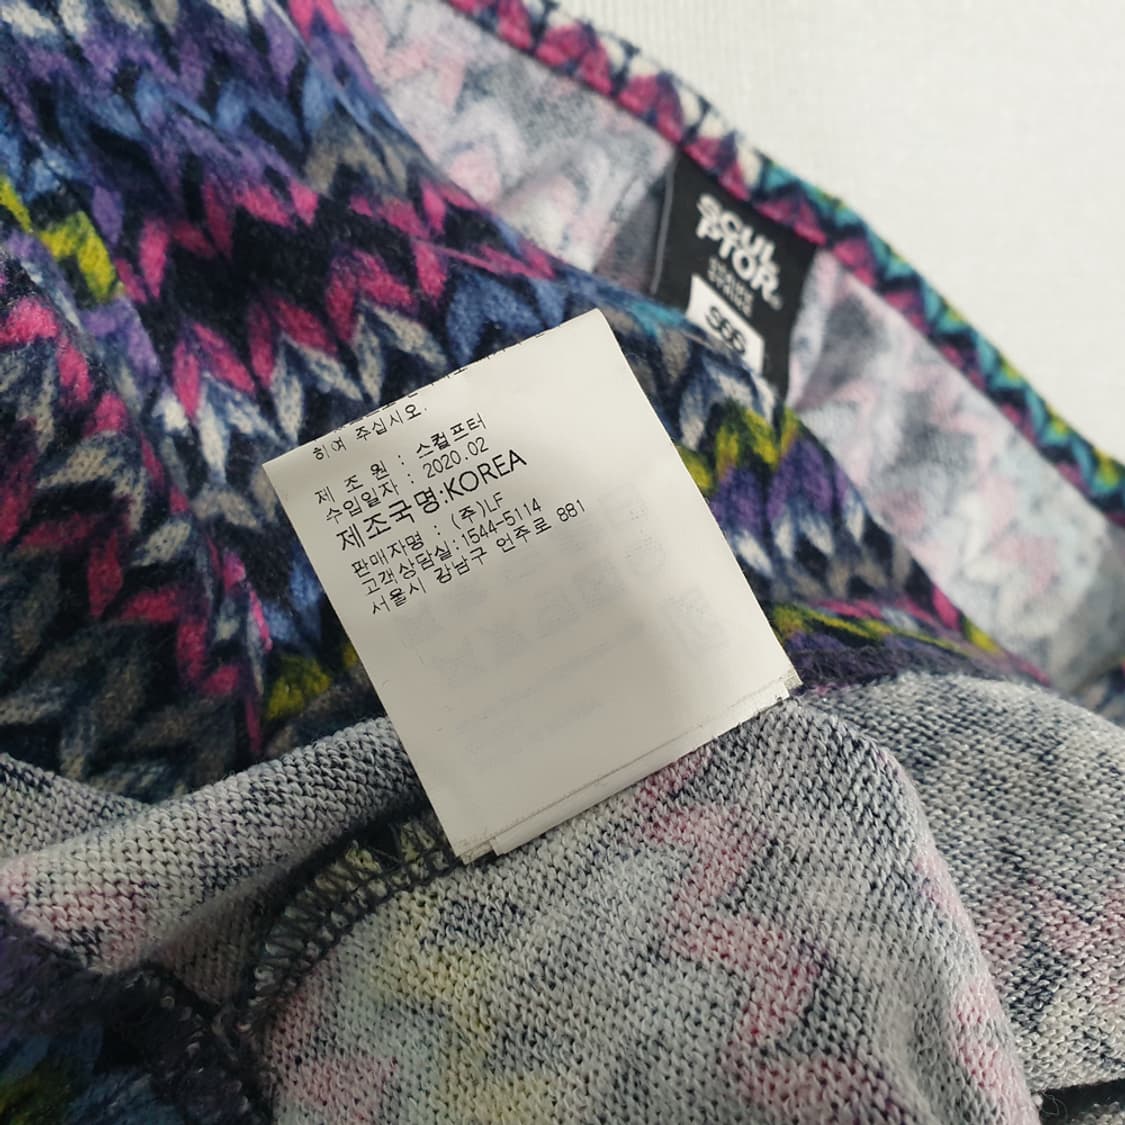 SCUL
PTOR
하여 주십시오.
제 조 원 : 스컬프터
수입일자 : 2020.02
제조국명:KOREA
판매자명 : (주)LF
고객상담실:1544-5114
서울시 강남구 언주로 881